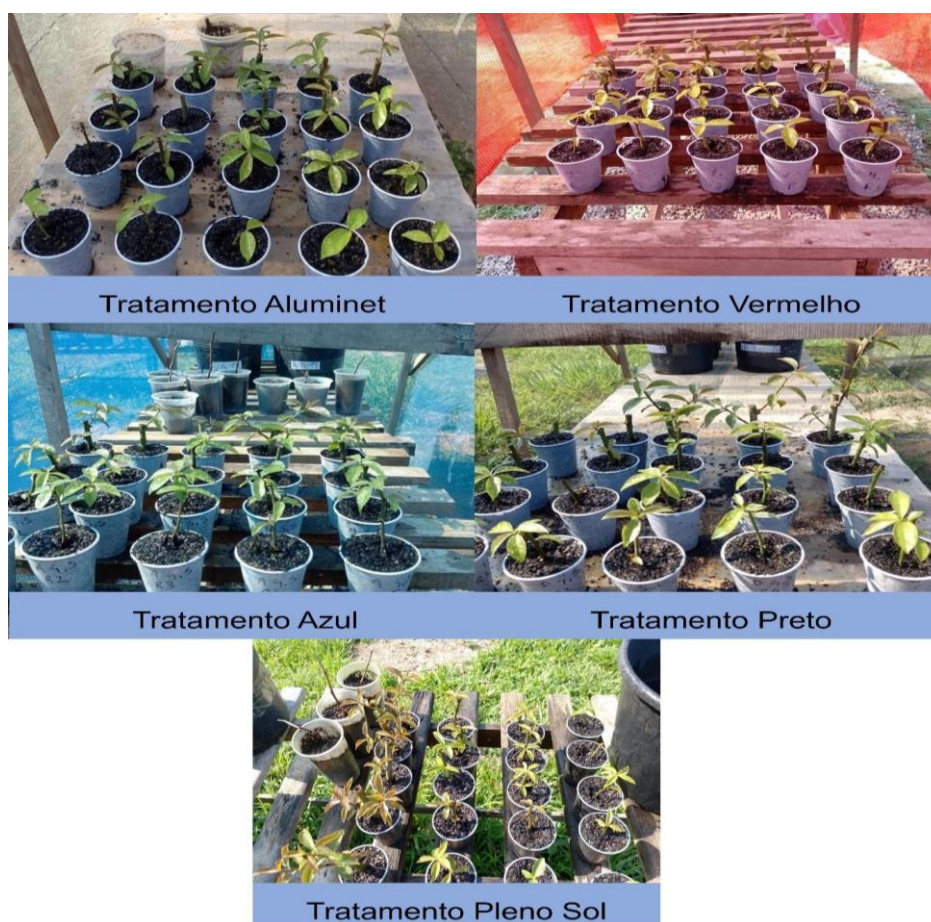 Tratamento Aluminet
Tratamento Vermelho
Tratamento Azul
Tratamento Preto
Tratamento Pleno Sol